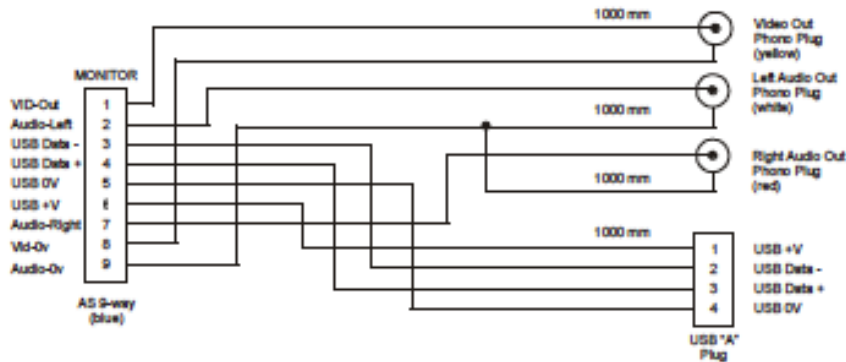 1000 mm
Video Out
Phono Plug
(yellow)
MONITOR
Left Audio Out
Phono Plug
(white)
VID-Out
1
Audio-Left
2
1000 mm
USB Data -
3
USB Data +
4
Right Audio Out
Phono Plug
(red)
USB 0V
5
1000 mm
USB +V
6
Audio-Right
7
1000 mm
Vid-0v
8
1
USB +V
Audio-0v
9
2
USB Data -
3
USB Data +
AS 9-way
(blue)
4
USB 0V
USB "A"
Plug